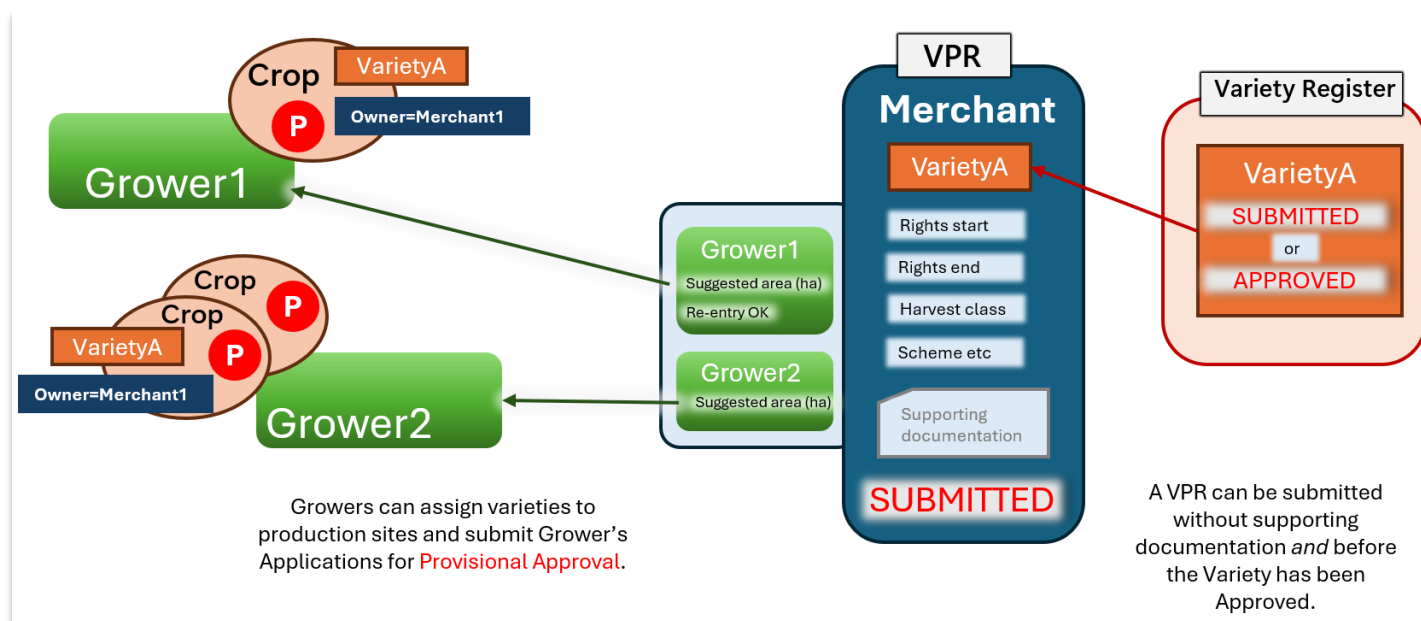 Crop
VarietyA
P
Owner=Merchant1
Grower1
Crop
P
Crop
VarietyA
P
Owner=Merchant1
Grower2
Growers can assign varieties to
production sites and submit Grower’s
Applications for Provisional Approval.
Grower1
Suggested area (ha)
Re-entry OK
Grower2
Suggested area (ha)
VPR
Merchant
VarietyA
Rights start
Rights end
Harvest class
Scheme etc
Supporting
documentation
SUBMITTED
Variety Register
VarietyA
SUBMITTED
or
APPROVED
A VPR can be submitted
without supporting
documentation and before
the Variety has been
Approved.